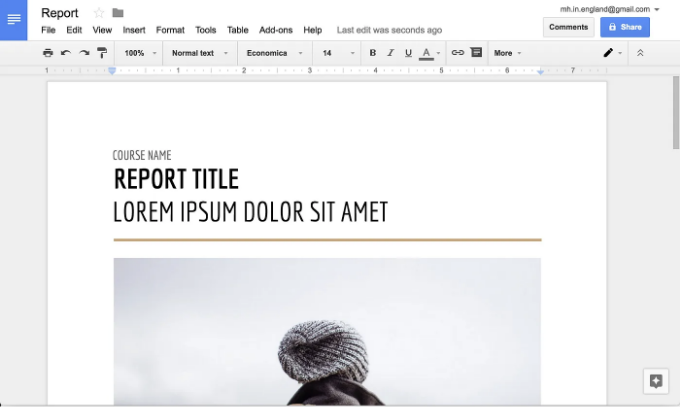 Report
mh.in.england@gmail.com
File Edit View Insert Format Tools Table Add-ons Help Last edit was seconds ago
Comments
Share
100% Normal text Economica 14 B I U A More
1 1 2 3 4 5 6 7
COURSE NAME
REPORT TITLE
LOREM IPSUM DOLOR SIT AMET